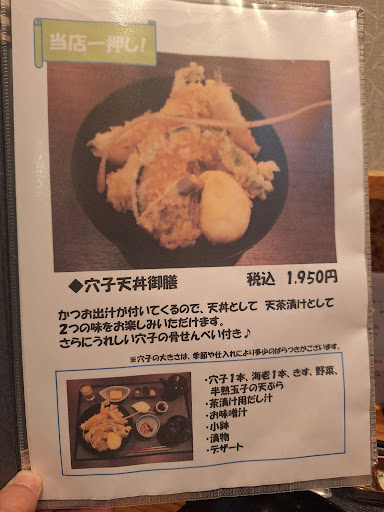 当店一押し!
◆穴子天丼御膳 税込 1,950円
かつお出汁が付いてくるので、天丼として 天茶漬けとして
2つの味をお楽しみいただけます。
さらにうれしい穴子の骨せんべい付き♪
※穴子の大きさは、季節や仕入れにより多少のばらつきがございます。
・穴子1本、海老1本、きす、野菜、
半熟玉子の天ぷら
・茶漬け用だし汁
・お味噌汁
・小鉢
・漬物
・デザート